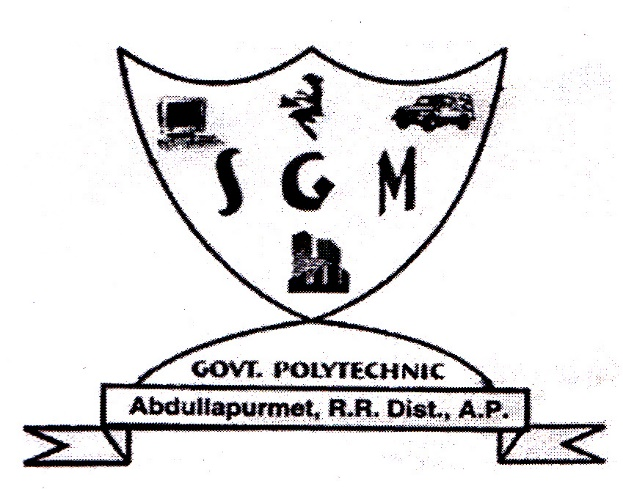 S G M
GOVT. POLYTECHNIC
Abdullapurmet, R.R. Dist., A.P.